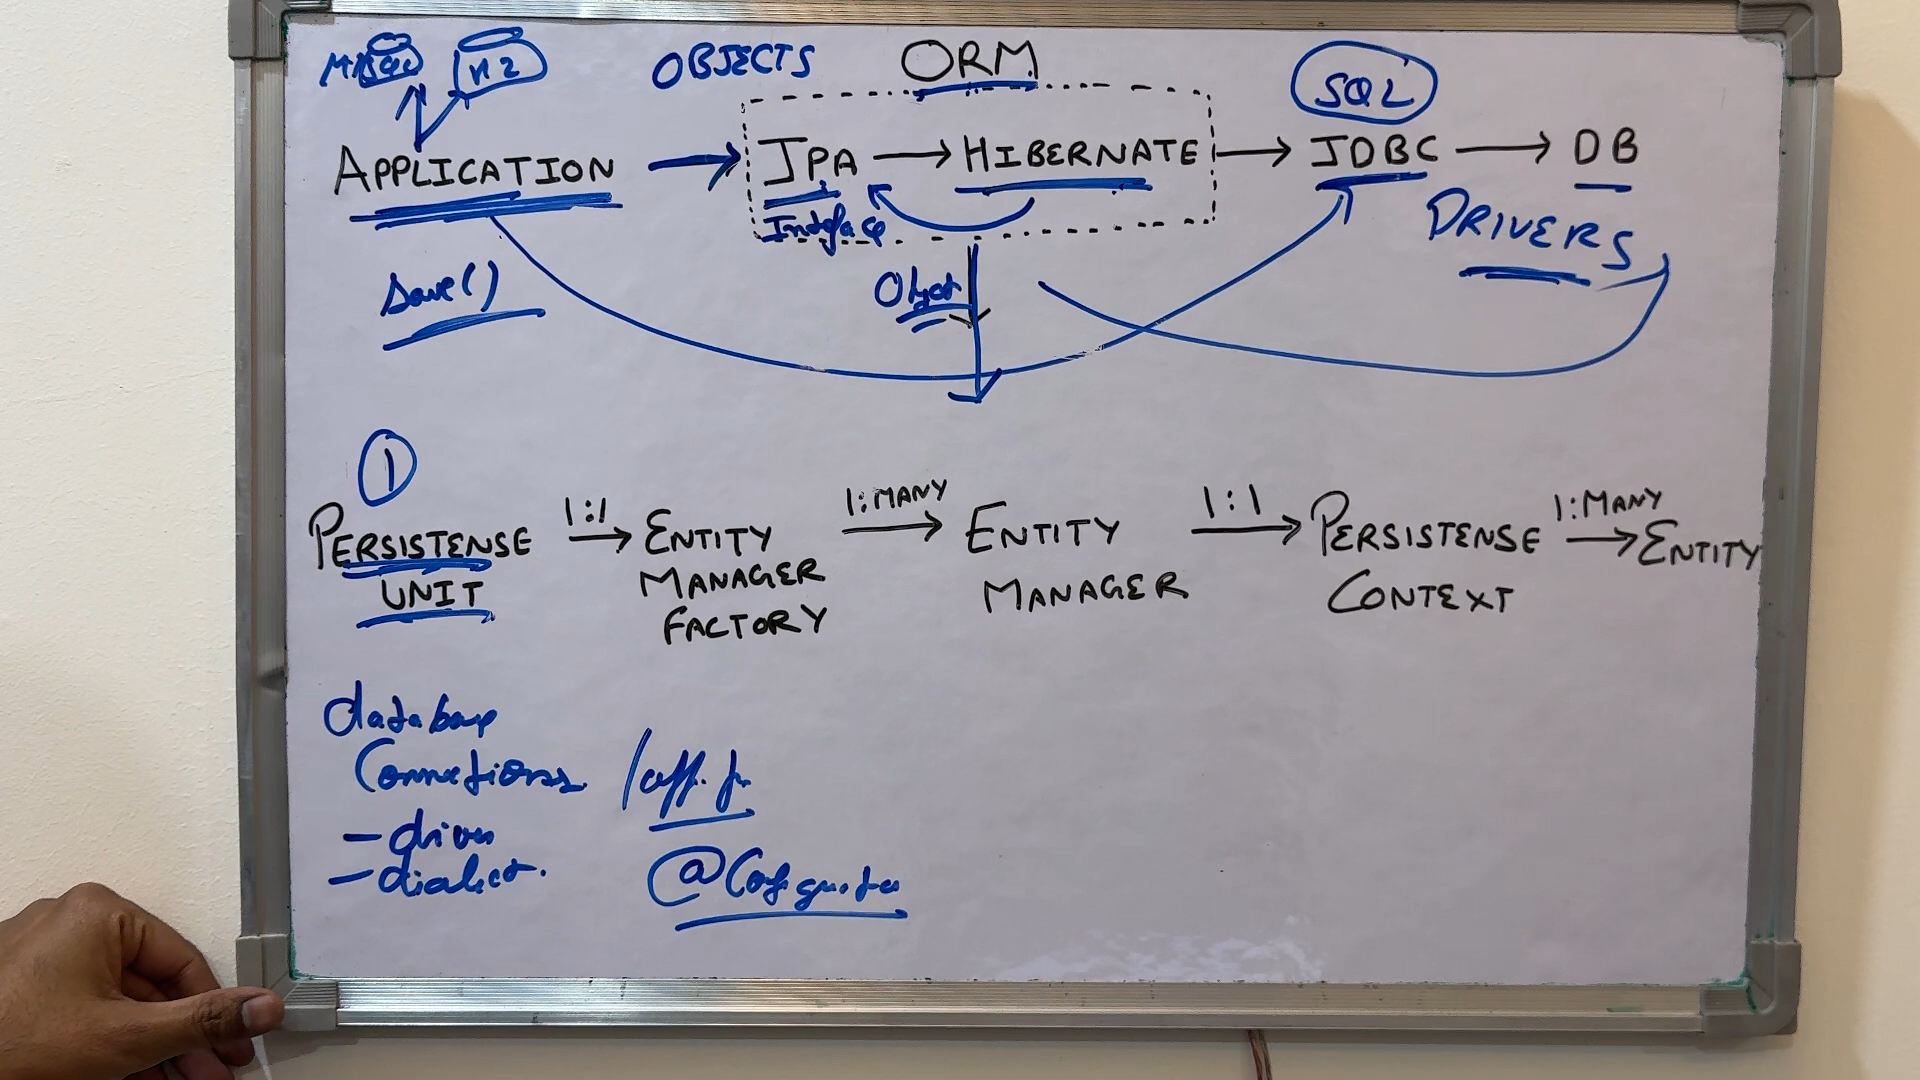 MySQL H2 OBJECTS ORM SQL
APPLICATION → JPA → HIBERNATE → JDBC → DB
Interface
DRIVERS
Save()
Object
1
1:1 1:MANY 1:1 1:MANY
PERSISTENSE → ENTITY → ENTITY → PERSISTENSE → ENTITY
UNIT MANAGER MANAGER CONTEXT
FACTORY
database
Connections
- driver
- dialect.